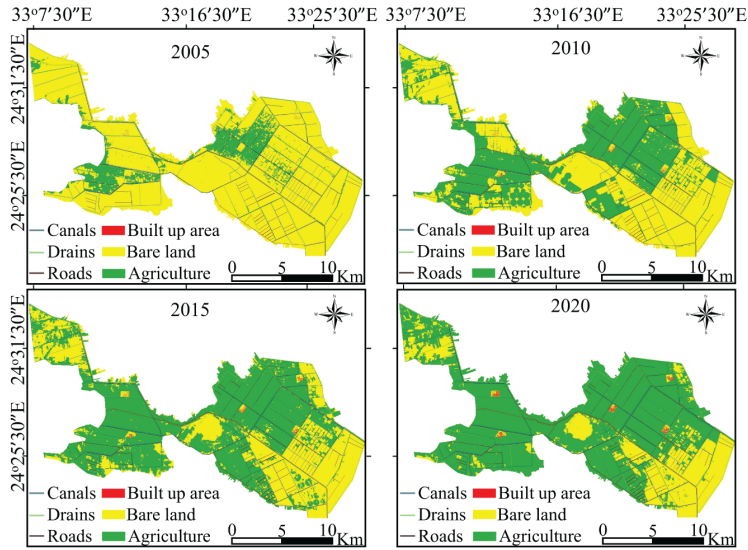 33°7′30″E 33°16′30″E 33°25′30″E 33°7′30″E 33°16′30″E 33°25′30″E
24°31′30″E
24°25′30″E
2005
N
Canals Built up area
Drains Bare land
Roads Agriculture
0 5 10 Km
2010
Canals Built up area
Drains Bare land
Roads Agriculture
0 5 10 Km
24°31′30″E
24°25′30″E
2015
Canals Built up area
Drains Bare land
Roads Agriculture
0 5 10 Km
2020
Canals Built up area
Drains Bare land
Roads Agriculture
0 5 10 Km